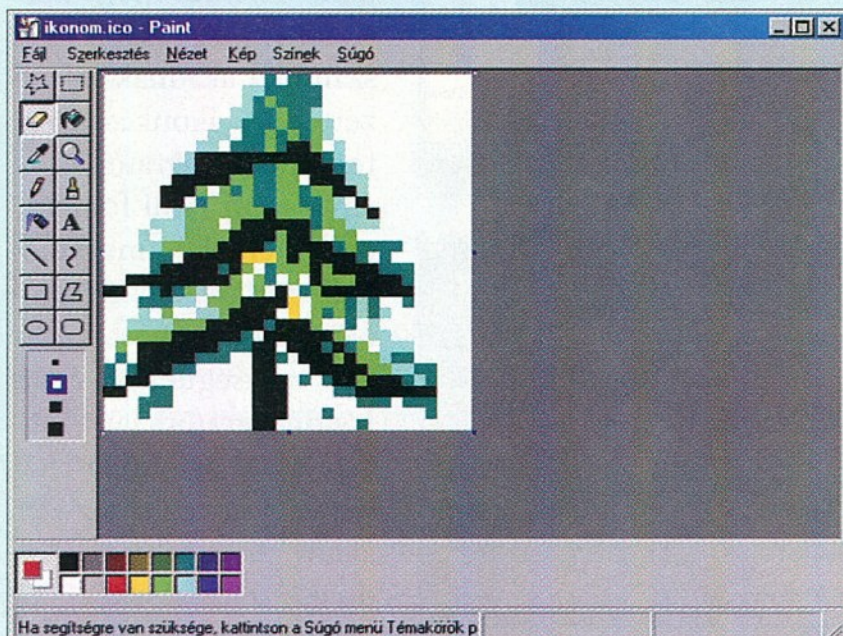 ikonom.ico - Paint
Fájl Szerkesztés Nézet Kép Színek Súgó
A
Ha segítségre van szüksége, kattintson a Súgó menü Témakörök p